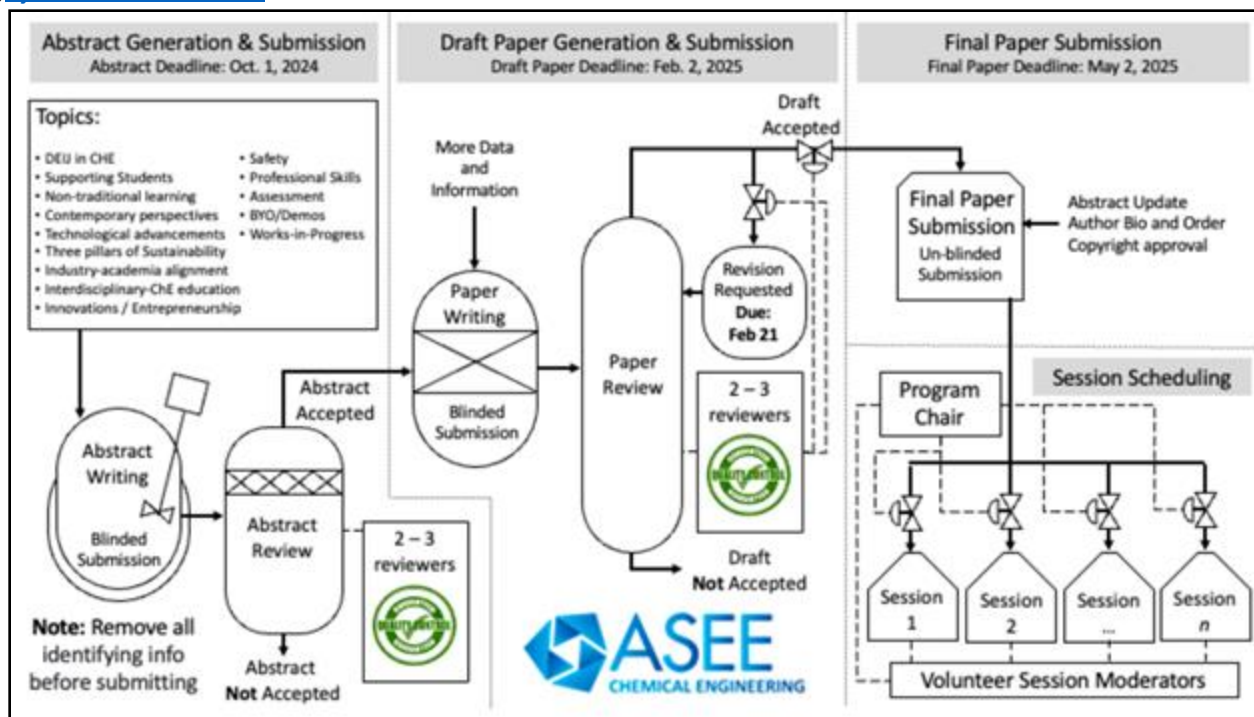 Abstract Generation & Submission
Abstract Deadline: Oct. 1, 2024
Topics:
• DEIJ in CHE
• Supporting Students
• Non-traditional learning
• Contemporary perspectives
• Technological advancements
• Three pillars of Sustainability
• Industry-academia alignment
• Interdisciplinary-ChE education
• Innovations / Entrepreneurship
• Safety
• Professional Skills
• Assessment
• BYO/Demos
• Works-in-Progress
Abstract
Writing
Blinded
Submission
Note: Remove all
identifying info
before submitting
Abstract
Accepted
Abstract
Review
2 – 3
reviewers
QUALITY CONTROL
Abstract
Not Accepted
Draft Paper Generation & Submission
Draft Paper Deadline: Feb. 2, 2025
More Data
and
Information
Paper
Writing
Blinded
Submission
Paper
Review
Draft
Accepted
Revision
Requested
Due:
Feb 21
2 – 3
reviewers
QUALITY CONTROL
Draft
Not Accepted
ASEE
CHEMICAL ENGINEERING
Final Paper Submission
Final Paper Deadline: May 2, 2025
Final Paper
Submission
Un-blinded
Submission
Abstract Update
Author Bio and Order
Copyright approval
Session Scheduling
Program
Chair
Session
1
Session
2
Session
...
Session
n
Volunteer Session Moderators